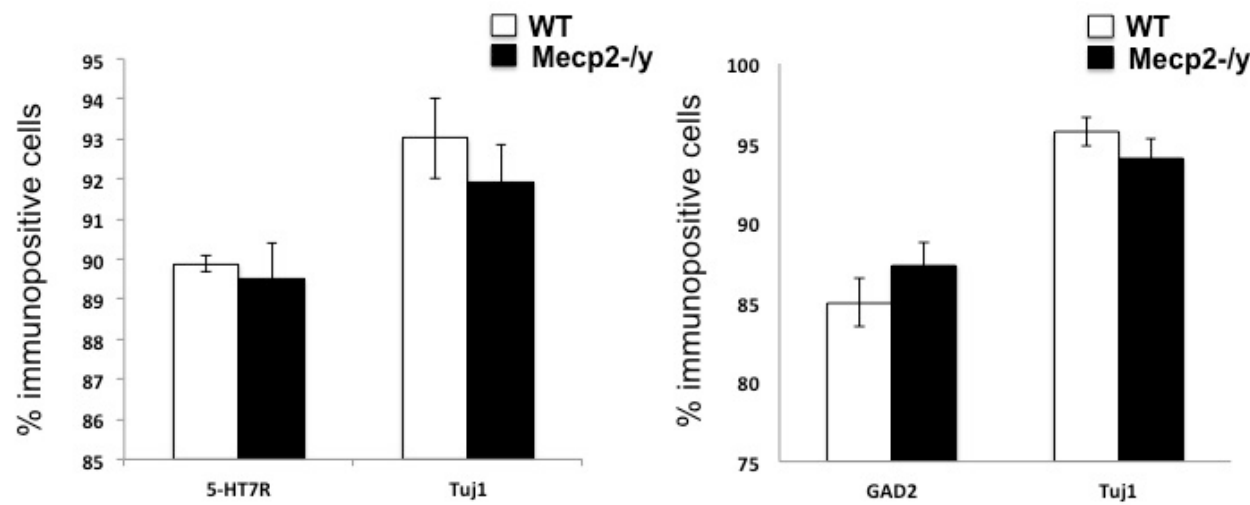 WT
Mecp2-/y
% immunopositive cells
95
94
93
92
91
90
89
88
87
86
85
5-HT7R
Tuj1
WT
Mecp2-/y
% immunopositive cells
100
95
90
85
80
75
GAD2
Tuj1